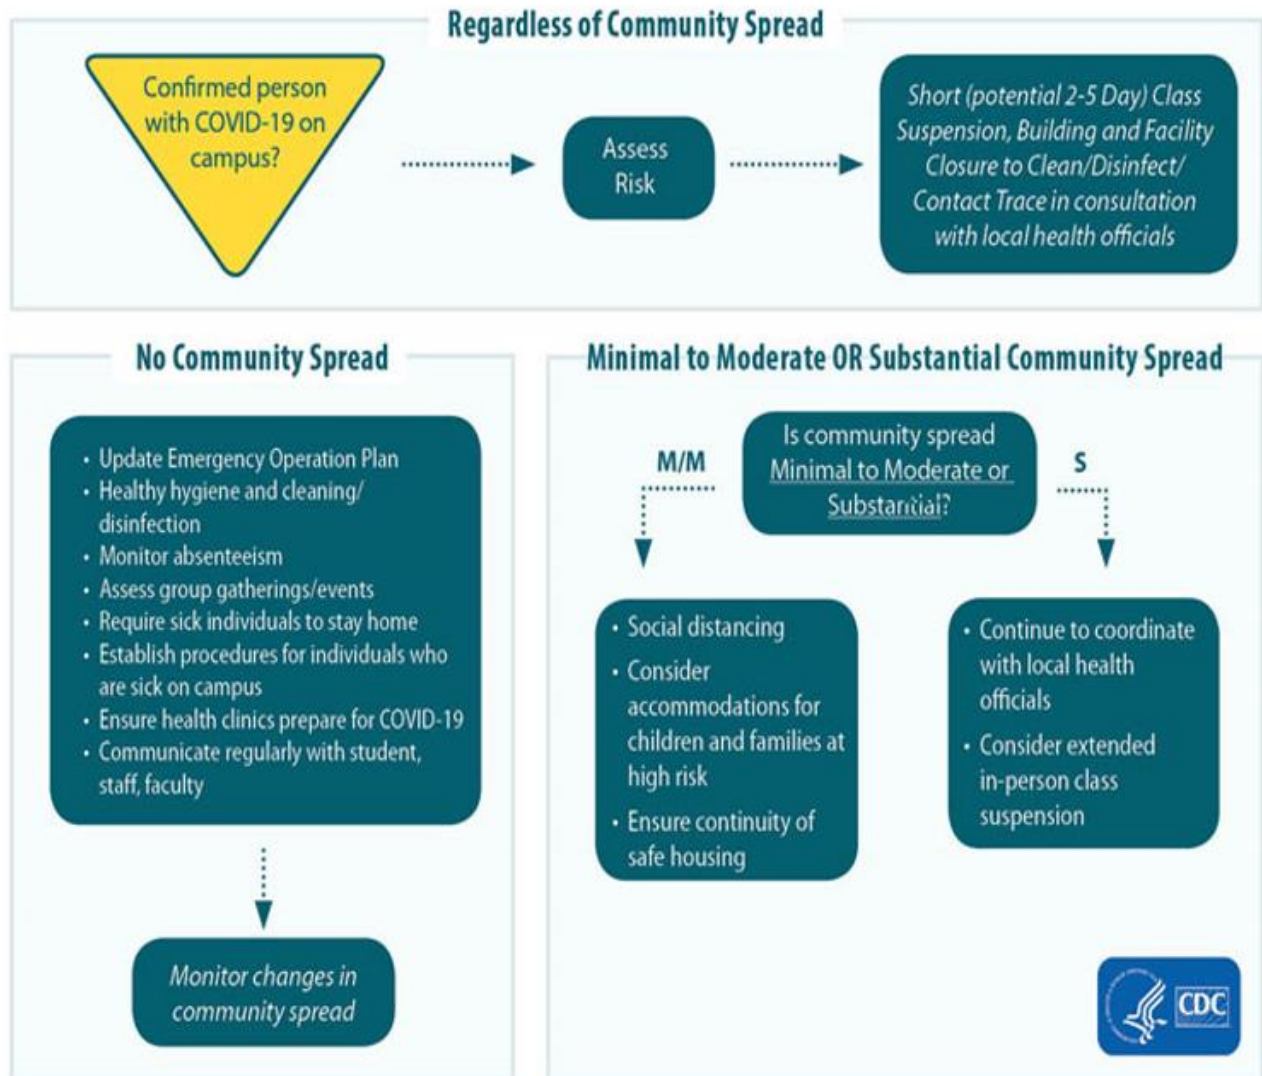 Regardless of Community Spread
Confirmed person
with COVID-19 on
campus?
Assess
Risk
Short (potential 2-5 Day) Class
Suspension, Building and Facility
Closure to Clean/Disinfect/
Contact Trace in consultation
with local health officials
No Community Spread
• Update Emergency Operation Plan
• Healthy hygiene and cleaning/
disinfection
• Monitor absenteeism
• Assess group gatherings/events
• Require sick individuals to stay home
• Establish procedures for individuals who
are sick on campus
• Ensure health clinics prepare for COVID-19
• Communicate regularly with student,
staff, faculty
Monitor changes in
community spread
Minimal to Moderate OR Substantial Community Spread
Is community spread
Minimal to Moderate or
Substantial?
M/M
S
• Social distancing
• Consider
accommodations for
children and families at
high risk
• Ensure continuity of
safe housing
• Continue to coordinate
with local health
officials
• Consider extended
in-person class
suspension
CDC